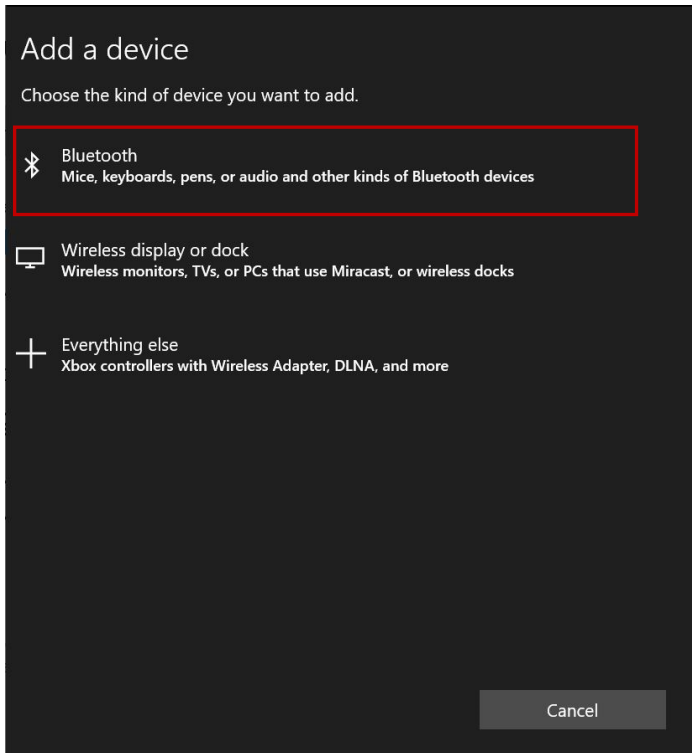 Add a device
Choose the kind of device you want to add.
Bluetooth
Mice, keyboards, pens, or audio and other kinds of Bluetooth devices
Wireless display or dock
Wireless monitors, TVs, or PCs that use Miracast, or wireless docks
Everything else
Xbox controllers with Wireless Adapter, DLNA, and more
Cancel